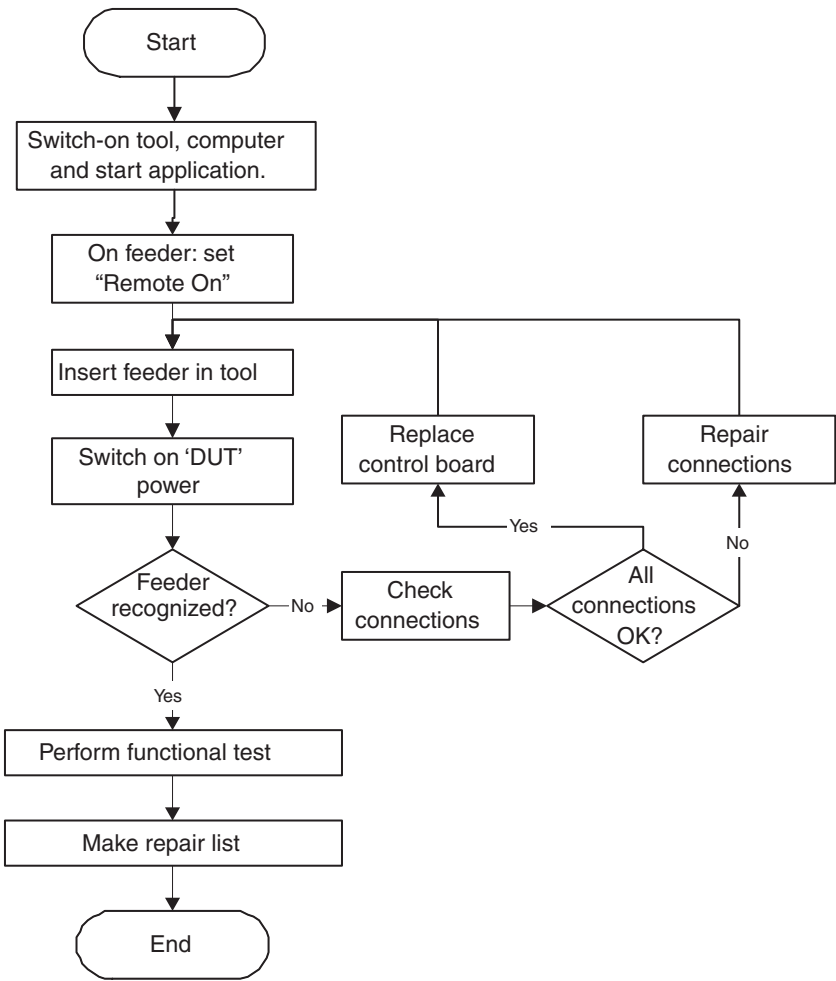 Start
Switch-on tool, computer
and start application.
On feeder: set
“Remote On”
Insert feeder in tool
Switch on ‘DUT’
power
Replace
control board
Repair
connections
Yes
No
Feeder
recognized?
No
Check
connections
All
connections
OK?
Yes
Perform functional test
Make repair list
End